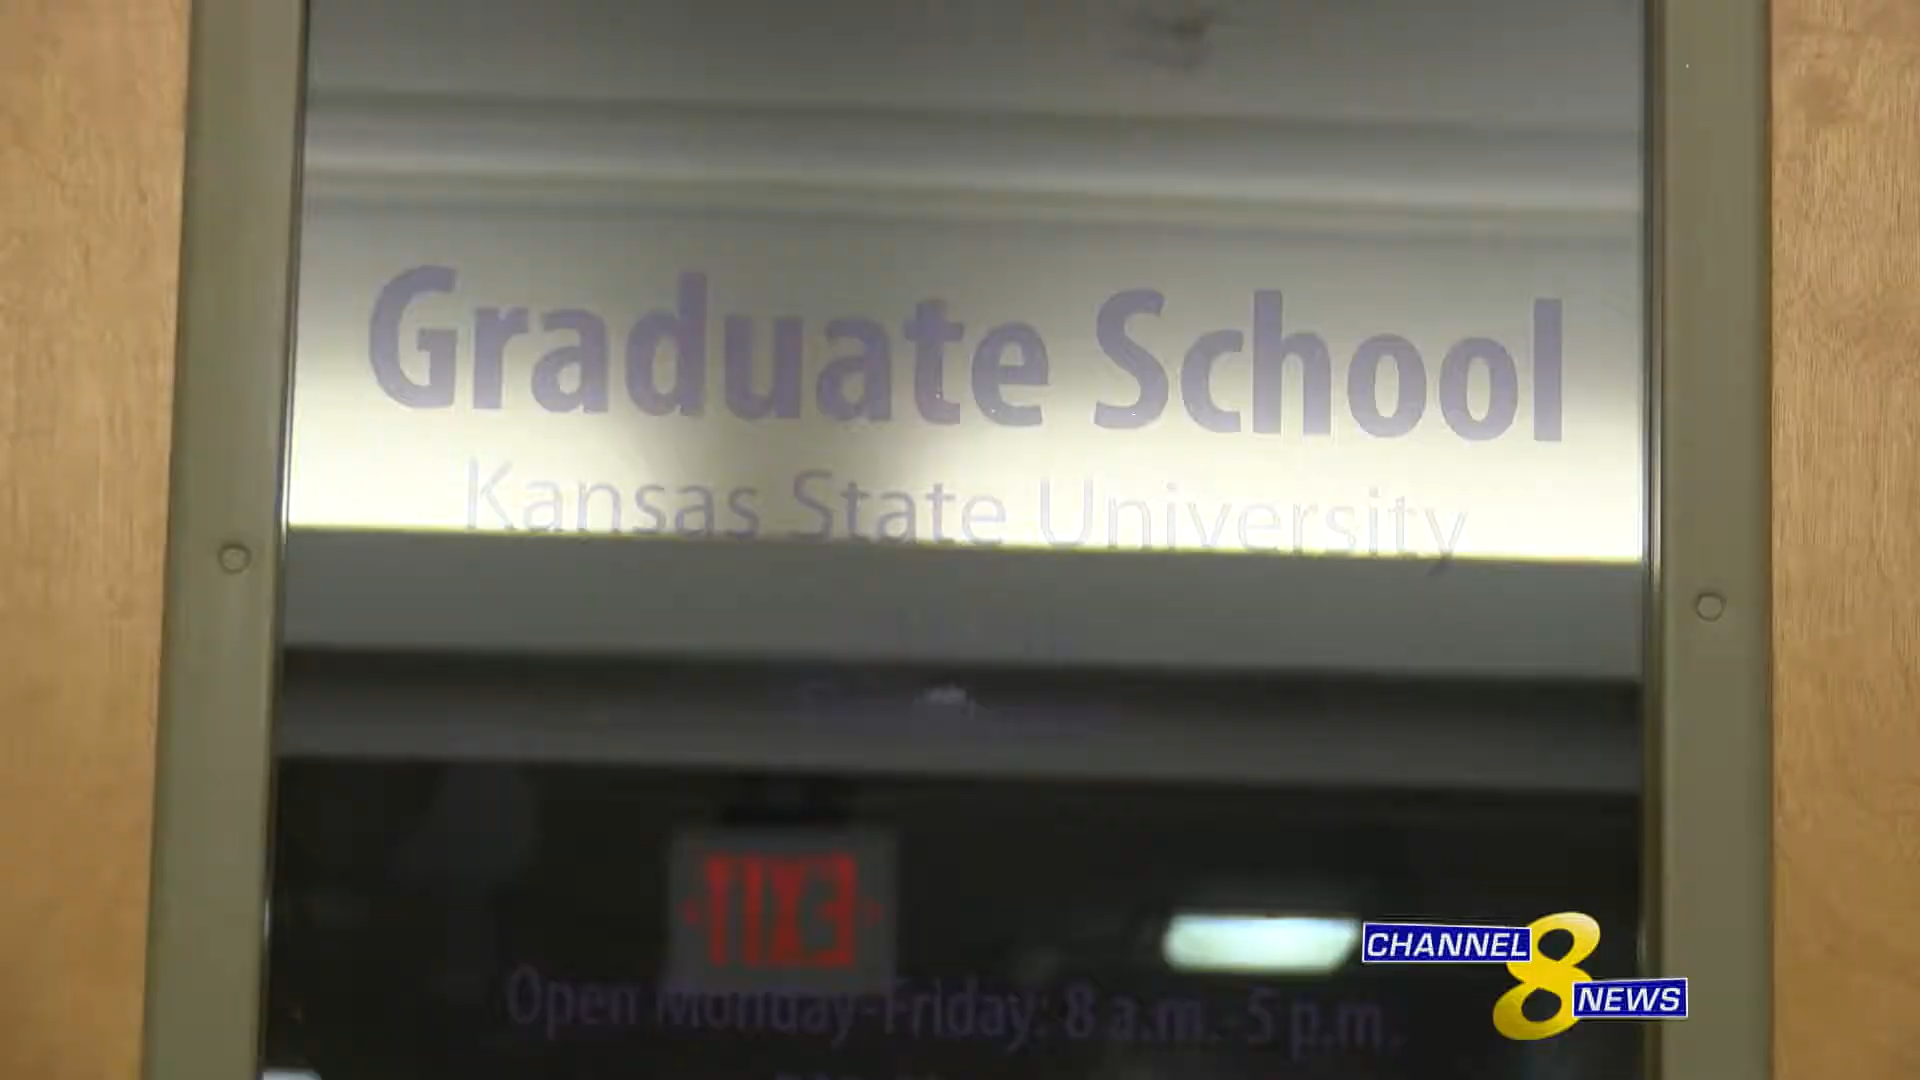 Graduate School
Kansas State University
EXIT
Open Monday-Friday: 8 a.m.-5 p.m.
CHANNEL 8
NEWS